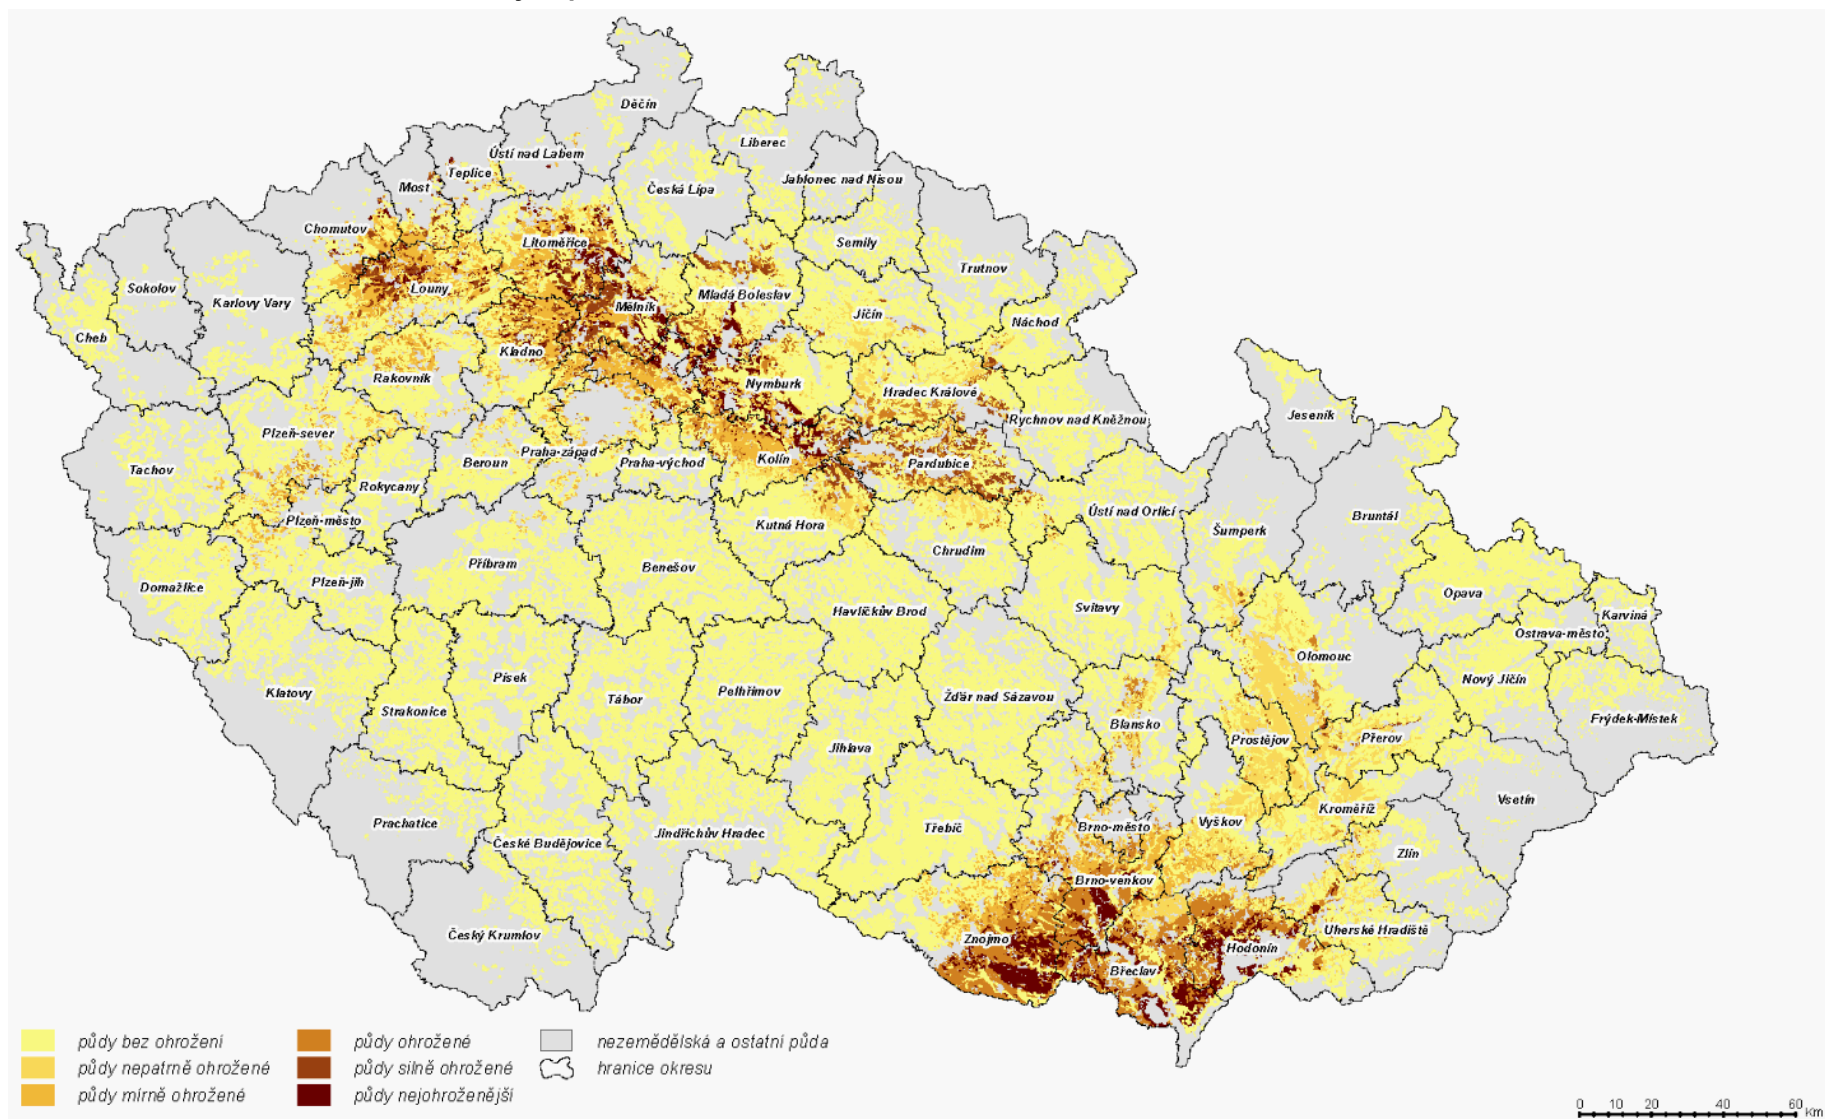 Děčín
Liberec
Ústí nad Labem
Teplice
Most
Česká Lípa
Jablonec nad Nisou
Chomutov
Litoměřice
Semily
Trutnov
Sokolov
Karlovy Vary
Louny
Mělník
Mladá Boleslav
Jičín
Náchod
Cheb
Kladno
Rakovník
Nymburk
Hradec Králové
Rychnov nad Kněžnou
Jeseník
Plzeň-sever
Tachov
Beroun
Praha-západ
Praha-východ
Kolín
Pardubice
Rokycany
Plzeň-město
Kutná Hora
Ústí nad Orlicí
Šumperk
Bruntál
Chrudim
Příbram
Benešov
Domažlice
Plzeň-jih
Havlíčkův Brod
Svitavy
Opava
Karviná
Ostrava-město
Olomouc
Nový Jičín
Klatovy
Písek
Strakonice
Tábor
Pelhřimov
Žďár nad Sázavou
Blansko
Frýdek-Místek
Jihlava
Prostějov
Přerov
Vsetín
Kroměříž
Prachatice
České Budějovice
Jindřichův Hradec
Třebíč
Brno-město
Vyškov
Zlín
Brno-venkov
Český Krumlov
Znojmo
Břeclav
Hodonín
Uherské Hradiště
půdy bez ohrožení
půdy nepatrně ohrožené
půdy mírně ohrožené
půdy ohrožené
půdy silně ohrožené
půdy nejohroženější
nezemědělská a ostatní půda
hranice okresu
0 10 20 40 60
Km